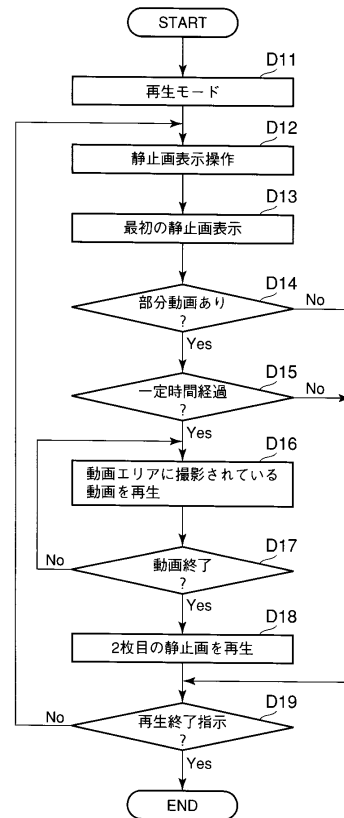 START
D11
再生モード
D12
静止画表示操作
D13
最初の静止画表示
D14
部分動画あり
?
No
Yes
D15
一定時間経過
?
No
Yes
D16
動画エリアに撮影されている
動画を再生
D17
動画終了
?
No
Yes
D18
2枚目の静止画を再生
D19
再生終了指示
?
No
Yes
END